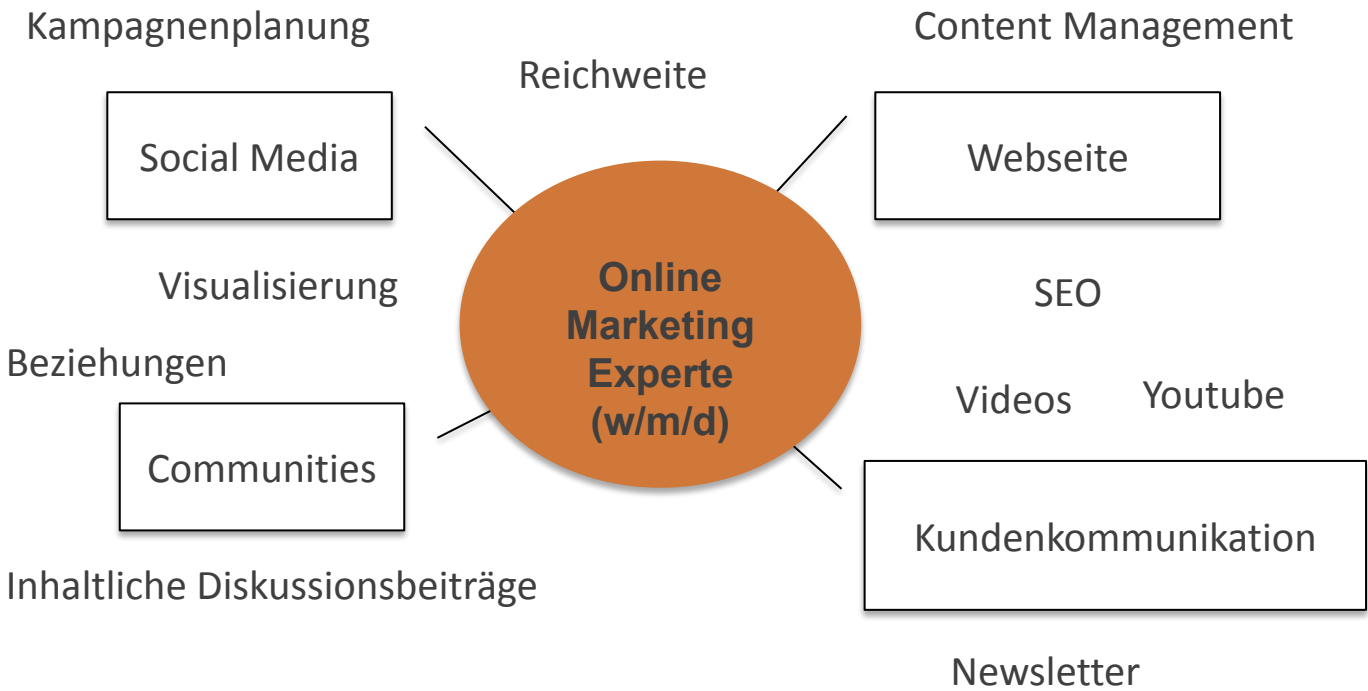 Kampagnenplanung
Content Management
Reichweite
Social Media
Webseite
Visualisierung
Online
Marketing
Experte
(w/m/d)
SEO
Beziehungen
Videos
Youtube
Communities
Kundenkommunikation
Inhaltliche Diskussionsbeiträge
Newsletter